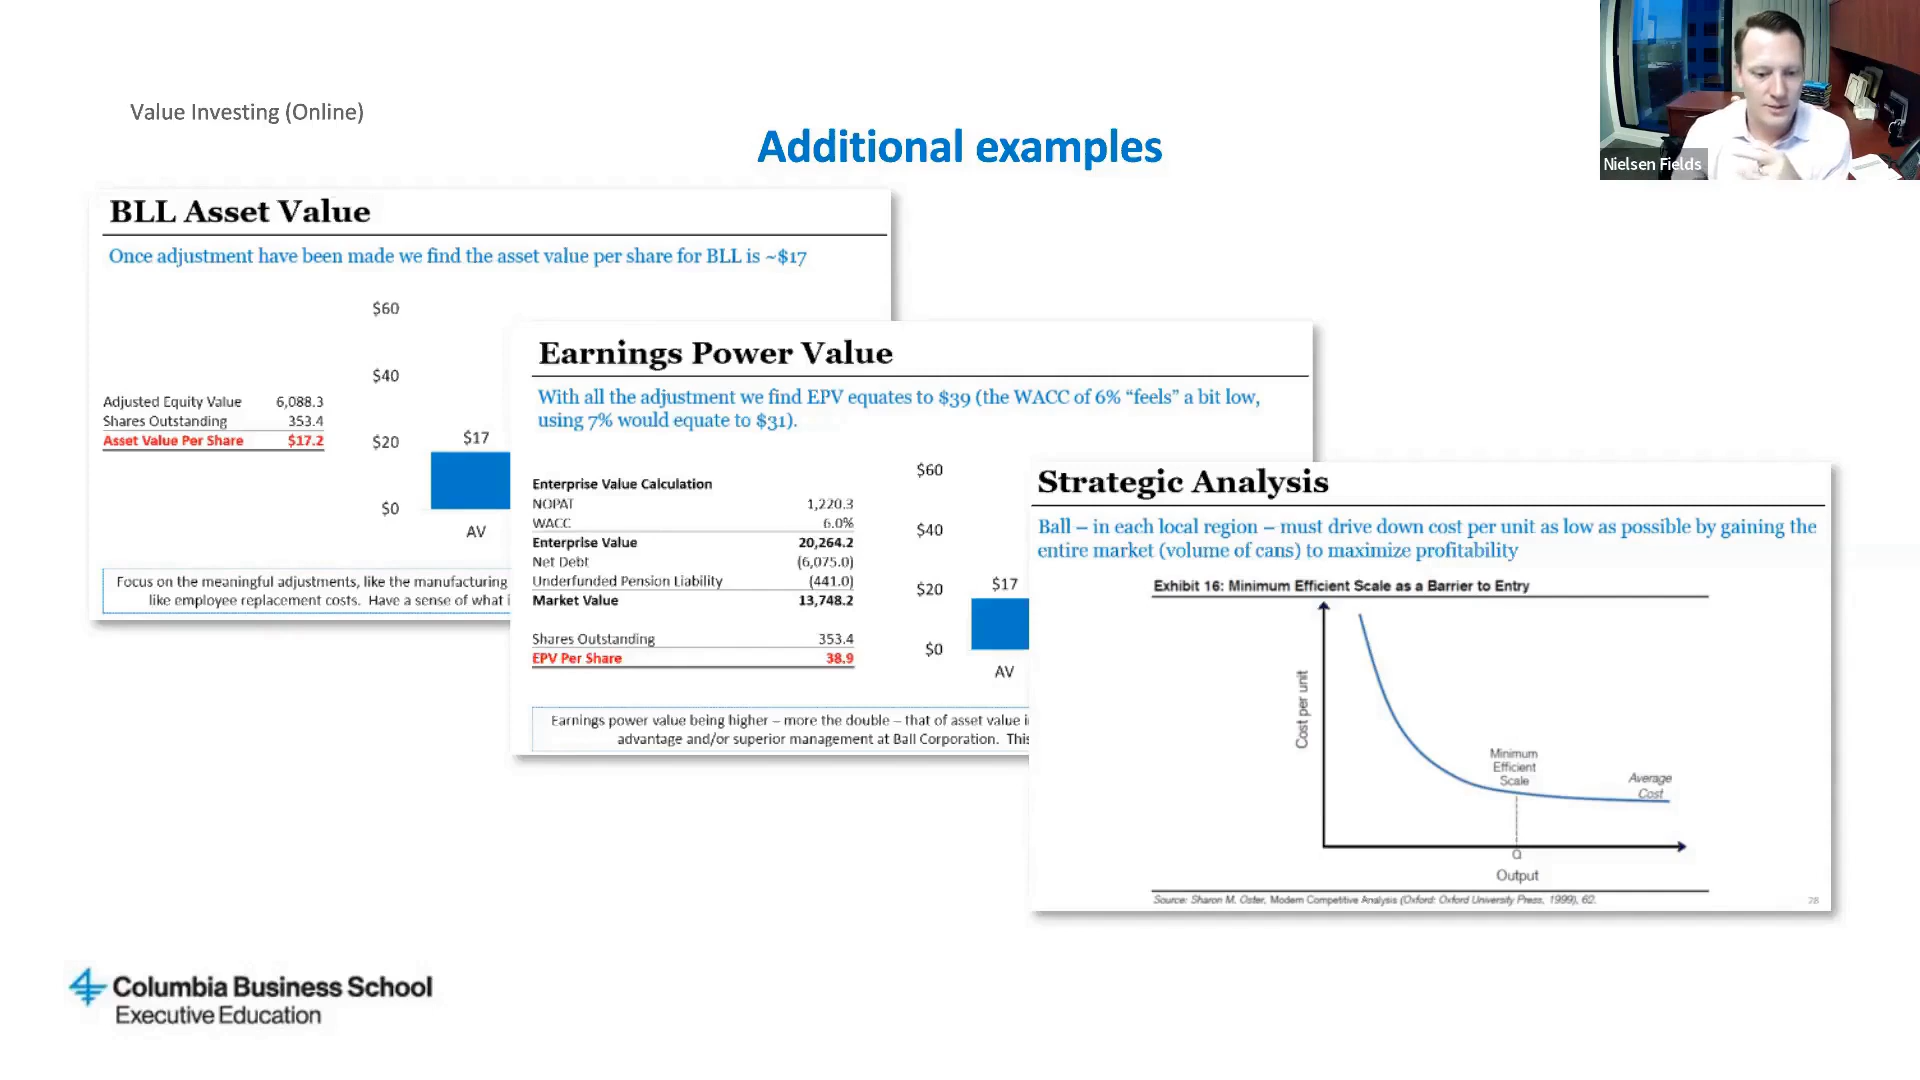 Value Investing (Online)
Additional examples
Nielsen Fields
BLL Asset Value
Once adjustment have been made we find the asset value per share for BLL is ~$17
$60
$40
$20
$0
$17
AV
Adjusted Equity Value 6,088.3
Shares Outstanding 353.4
Asset Value Per Share $17.2
Focus on the meaningful adjustments, like the manufacturing
like employee replacement costs. Have a sense of what
Earnings Power Value
With all the adjustment we find EPV equates to $39 (the WACC of 6% “feels” a bit low,
using 7% would equate to $31).
Enterprise Value Calculation
NOPAT 1,220.3
WACC 6.0%
Enterprise Value 20,264.2
Net Debt (6,075.0)
Underfunded Pension Liability (441.0)
Market Value 13,748.2
Shares Outstanding 353.4
EPV Per Share 38.9
$60
$40
$20
$0
$17
AV
Earnings power value being higher – more the double – that of asset value
advantage and/or superior management at Ball Corporation. This
Strategic Analysis
Ball – in each local region – must drive down cost per unit as low as possible by gaining the
entire market (volume of cans) to maximize profitability
Exhibit 16: Minimum Efficient Scale as a Barrier to Entry
Cost per unit
Minimum
Efficient
Scale
Average
Cost
Q
Output
Source: Sharon M. Oster, Modern Competitive Analysis (Oxford: Oxford University Press, 1999), 62.
28
Columbia Business School
Executive Education